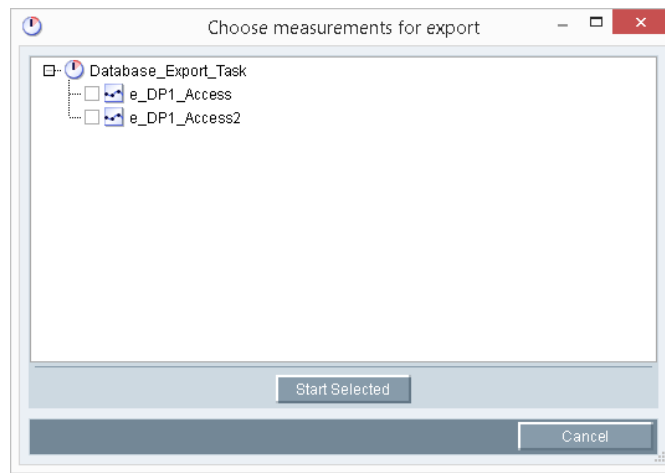 Choose measurements for export
Database_Export_Task
e_DP1_Access
e_DP1_Access2
Start Selected
Cancel